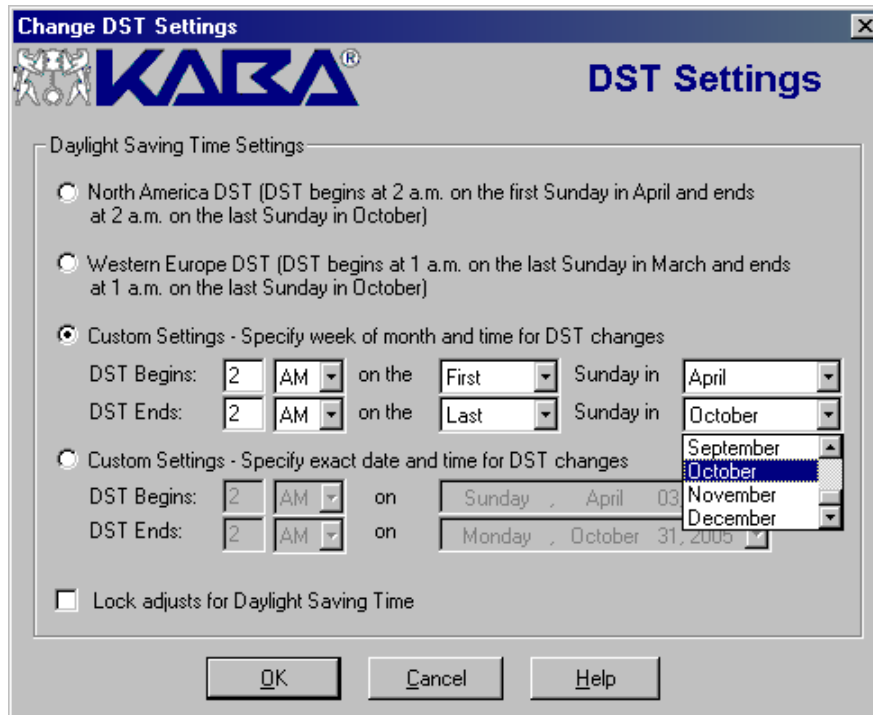 Change DST Settings
KABA®
DST Settings
Daylight Saving Time Settings
North America DST (DST begins at 2 a.m. on the first Sunday in April and ends
at 2 a.m. on the last Sunday in October)
Western Europe DST (DST begins at 1 a.m. on the last Sunday in March and ends
at 1 a.m. on the last Sunday in October)
Custom Settings - Specify week of month and time for DST changes
DST Begins: 2 AM on the First Sunday in April
DST Ends: 2 AM on the Last Sunday in October
September
Custom Settings - Specify exact date and time for DST changes October
DST Begins: 2 AM on Sunday , April 03, November
DST Ends: 2 AM on Monday , October 31, 2005 December
Lock adjusts for Daylight Saving Time
OK Cancel Help